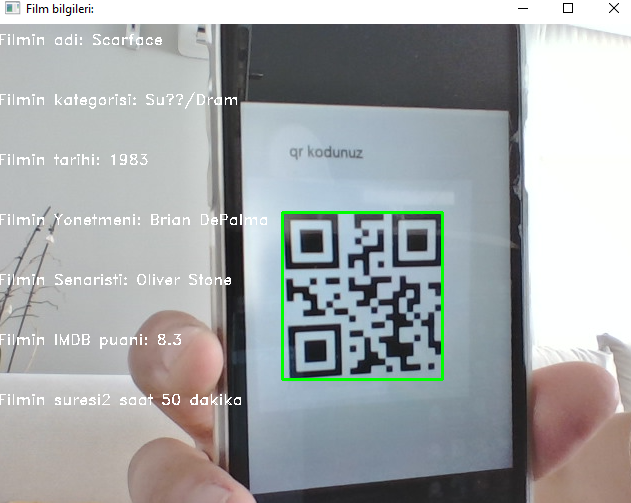 Film bilgileri:
Filmin adi: Scarface
Filmin kategorisi: Su??/Dram
qr kodunuz
Filmin tarihi: 1983
Filmin Yonetmeni: Brian DePalma
Filmin Senaristi: Oliver Stone
Filmin IMDB puani: 8.3
Filmin suresi2 saat 50 dakika